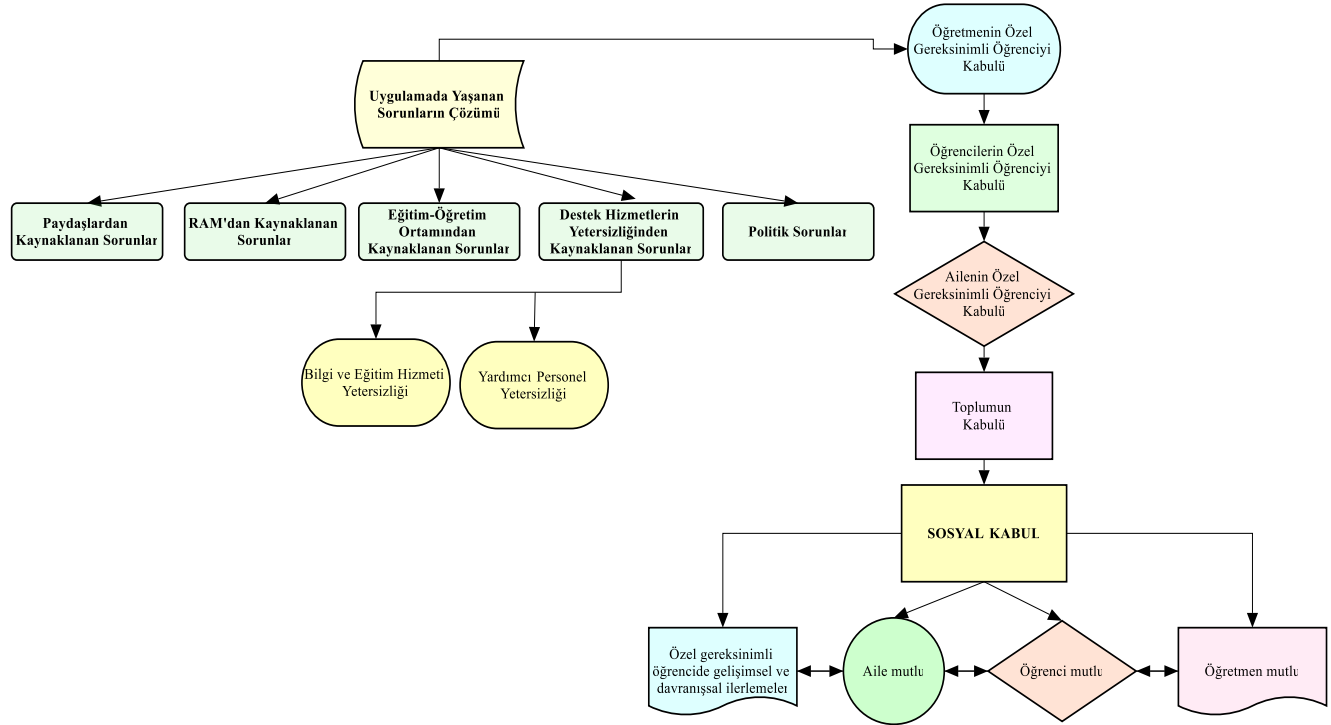 Öğretmenin Özel
Gereksinimli Öğrenciyi
Kabulü
Uygulamada Yaşanan
Sorunların Çözümü
Öğrencilerin Özel
Gereksinimli Öğrenciyi
Kabulü
Paydaşlardan
Kaynaklanan Sorunlar
RAM'dan Kaynaklanan
Sorunlar
Eğitim-Öğretim
Ortamından
Kaynaklanan Sorunlar
Destek Hizmetlerin
Yetersizliğinden
Kaynaklanan Sorunlar
Politik Sorunlar
Ailenin Özel
Gereksinimli Öğrenciyi
Kabulü
Bilgi ve Eğitim Hizmeti
Yetersizliği
Yardımcı Personel
Yetersizliği
Toplumun
Kabulü
SOSYAL KABUL
Özel gereksinimli
öğrencide gelişimsel ve
davranışsal ilerlemeler
Aile mutlu
Öğrenci mutlu
Öğretmen mutlu